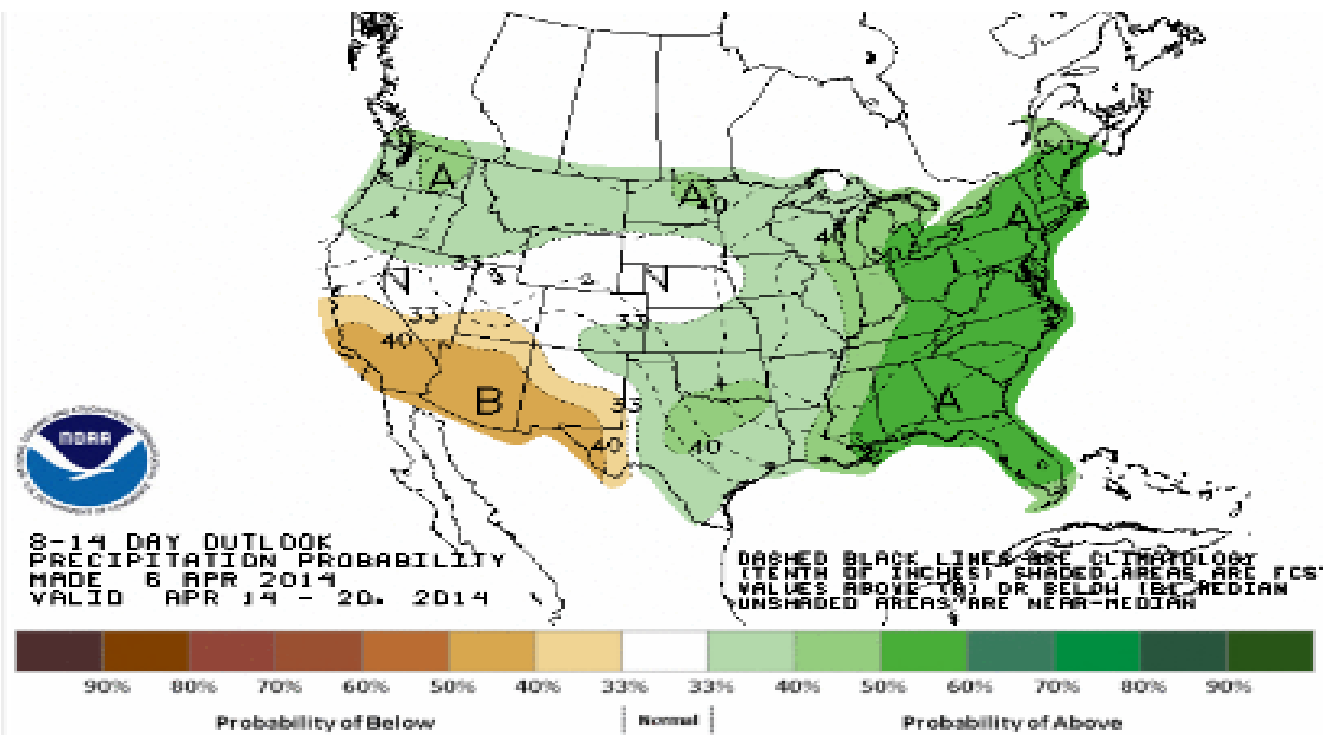 A
A
40
A
40
50
33
N
N
33
33
40
B
33
A
40
40
NOAA
8-14 DAY OUTLOOK
PRECIPITATION PROBABILITY
MADE 6 APR 2014
VALID APR 14 - 20, 2014
DASHED BLACK LINES ARE CLIMATOLOGY
(TENTH OF INCHES) SHADED AREAS ARE FCST
VALUES ABOVE (A) OR BELOW (B) MEDIAN
UNSHADED AREAS ARE NEAR-MEDIAN
90% 80% 70% 60% 50% 40% 33% 33% 40% 50% 60% 70% 80% 90%
Probability of Below Normal Probability of Above